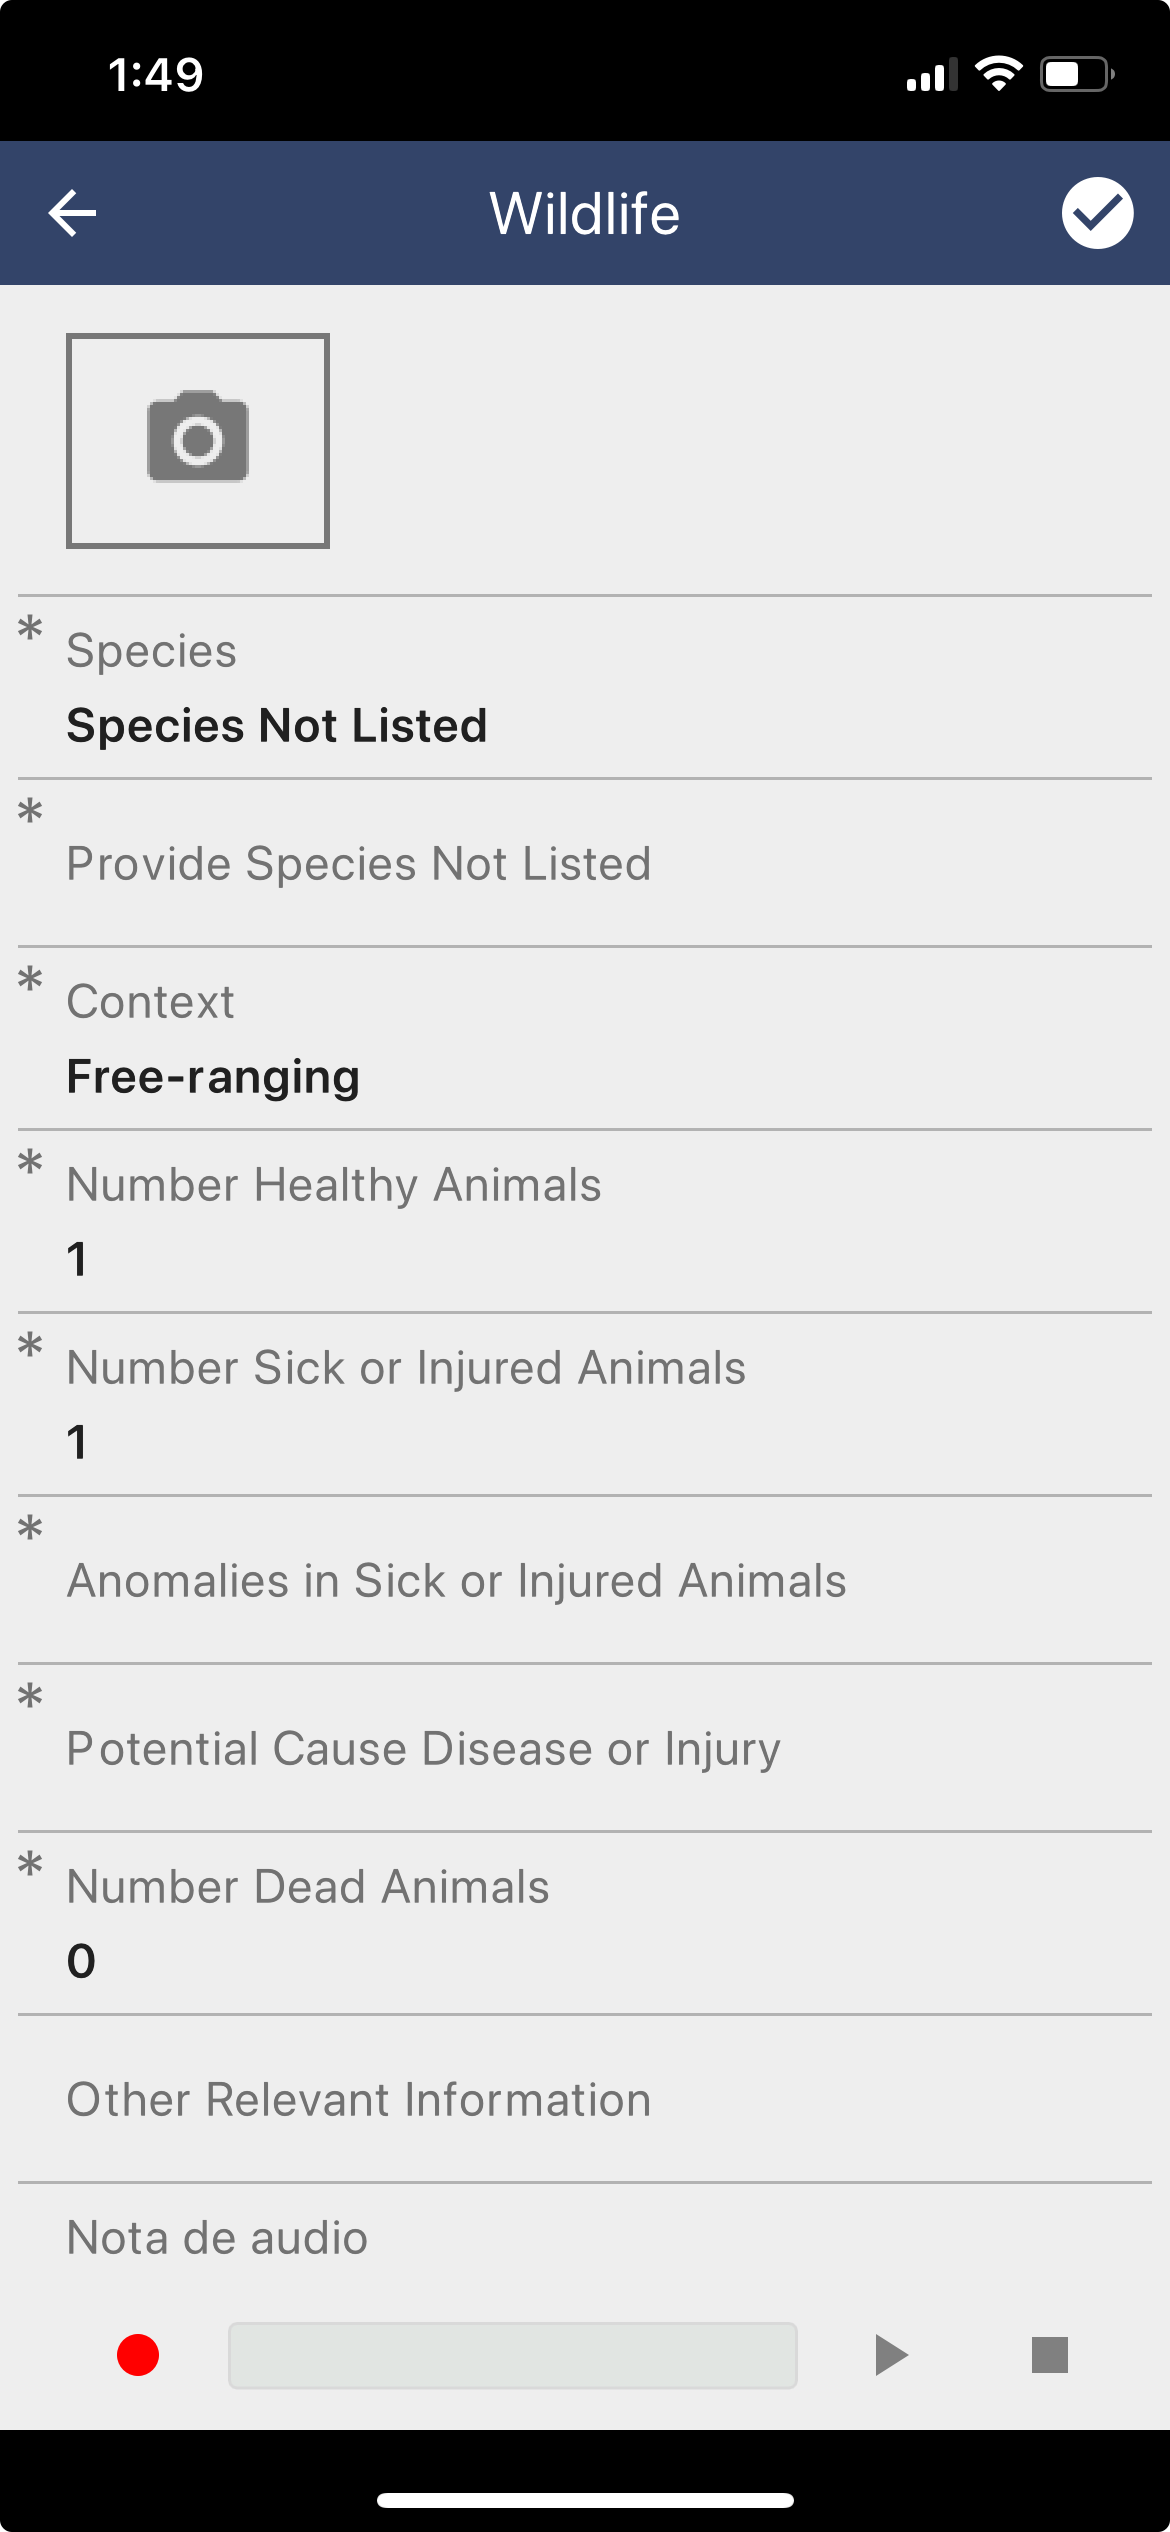 1:49
Wildlife
* Species
Species Not Listed
* Provide Species Not Listed
* Context
Free-ranging
* Number Healthy Animals
1
* Number Sick or Injured Animals
1
* Anomalies in Sick or Injured Animals
* Potential Cause Disease or Injury
* Number Dead Animals
0
Other Relevant Information
Nota de audio